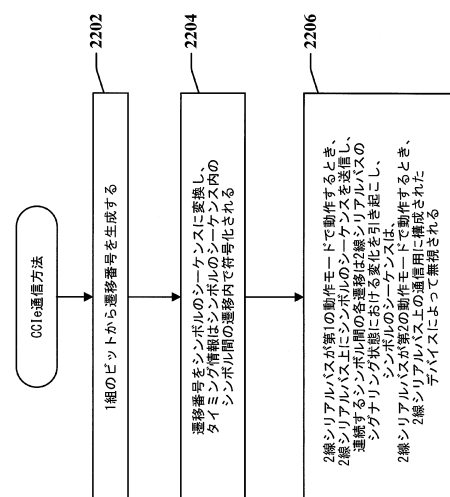 CCIe通信方法
2202
1組のビットから遷移番号を生成する
2204
遷移番号をシンボルのシーケンスに変換し、
タイミング情報はシンボルのシーケンス内の
シンボル間の遷移内で符号化される
2206
2線シリアルバスが第1の動作モードで動作するとき、
2線シリアルバス上にシンボルのシーケンスを送信し、
連続するシンボル間の各遷移は2線シリアルバスの
シグナリング状態における変化を引き起こし、
シンボルのシーケンスは、
2線シリアルバスが第2の動作モードで動作するとき、
2線シリアルバス上の通信用に構成された
デバイスによって無視される